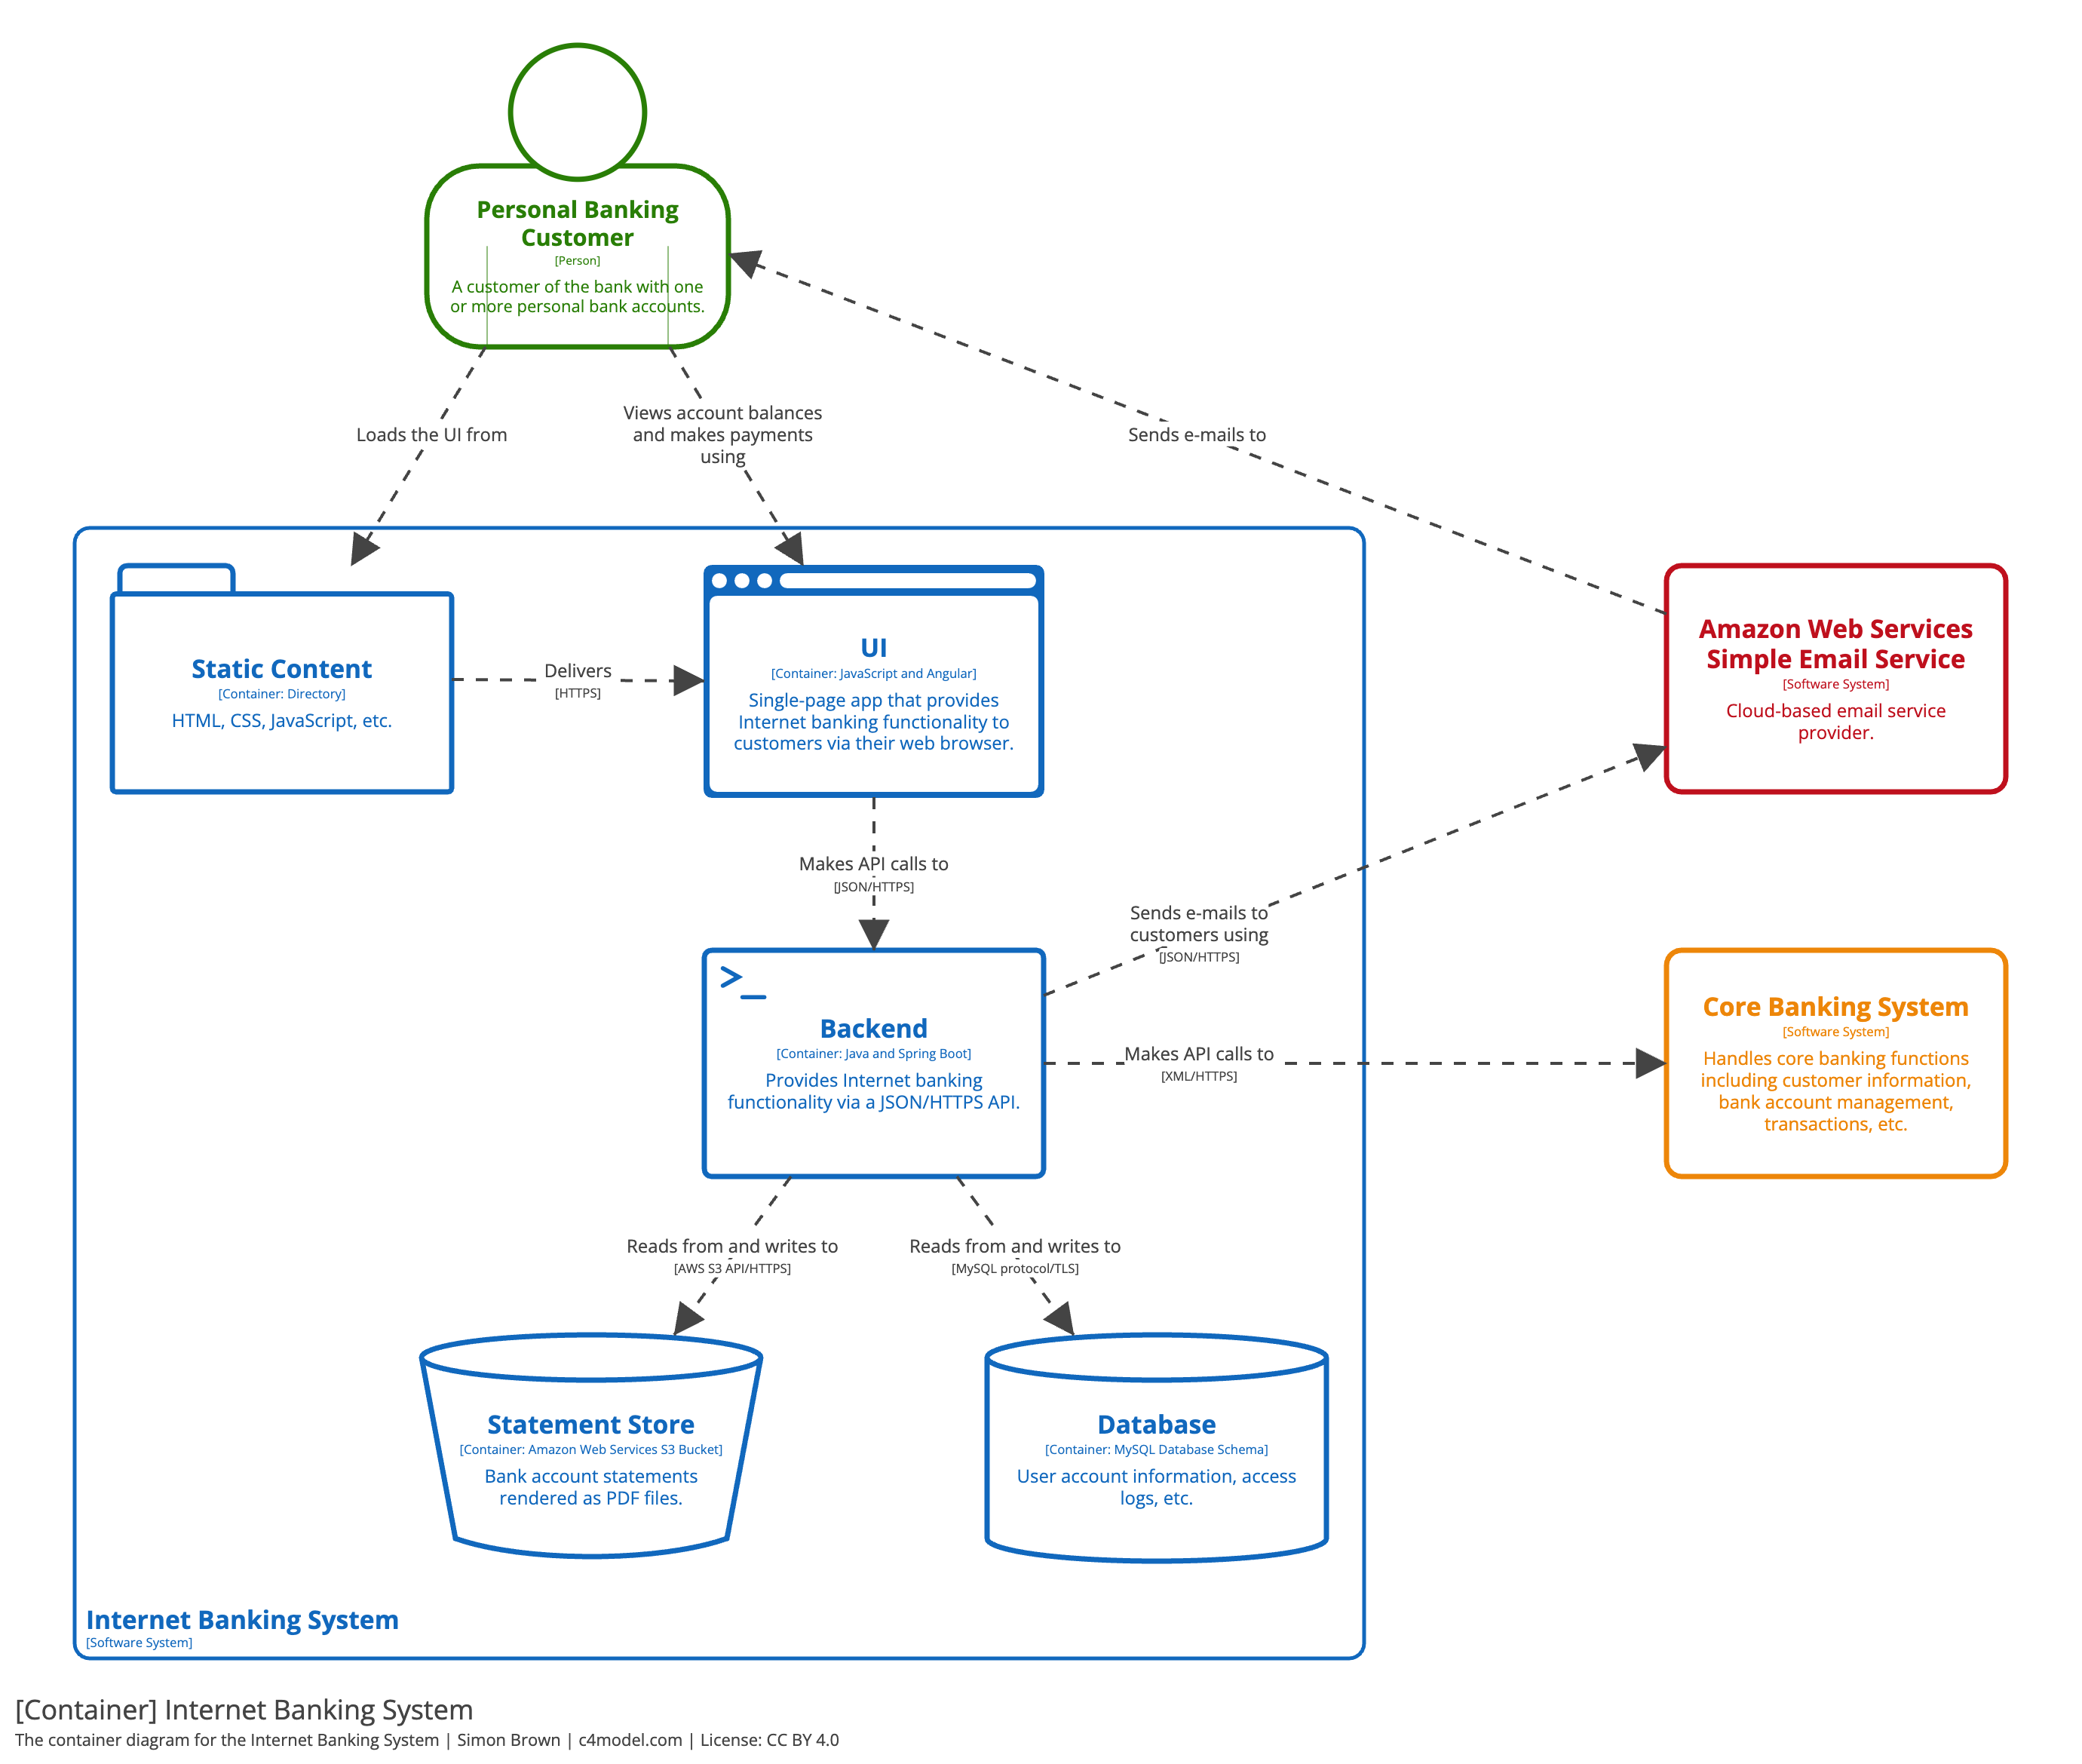 Personal Banking
Customer
[Person]
A customer of the bank with one
or more personal bank accounts.
Loads the UI from
Views account balances
and makes payments
using
Sends e-mails to
Static Content
[Container: Directory]
HTML, CSS, JavaScript, etc.
Delivers
[HTTPS]
UI
[Container: JavaScript and Angular]
Single-page app that provides
Internet banking functionality to
customers via their web browser.
Amazon Web Services
Simple Email Service
[Software System]
Cloud-based email service
provider.
Makes API calls to
[JSON/HTTPS]
Sends e-mails to
customers using
[JSON/HTTPS]
>_
Backend
[Container: Java and Spring Boot]
Provides Internet banking
functionality via a JSON/HTTPS API.
Makes API calls to
[XML/HTTPS]
Core Banking System
[Software System]
Handles core banking functions
including customer information,
bank account management,
transactions, etc.
Reads from and writes to
[AWS S3 API/HTTPS]
Reads from and writes to
[MySQL protocol/TLS]
Statement Store
[Container: Amazon Web Services S3 Bucket]
Bank account statements
rendered as PDF files.
Database
[Container: MySQL Database Schema]
User account information, access
logs, etc.
Internet Banking System
[Software System]
[Container] Internet Banking System
The container diagram for the Internet Banking System | Simon Brown | c4model.com | License: CC BY 4.0